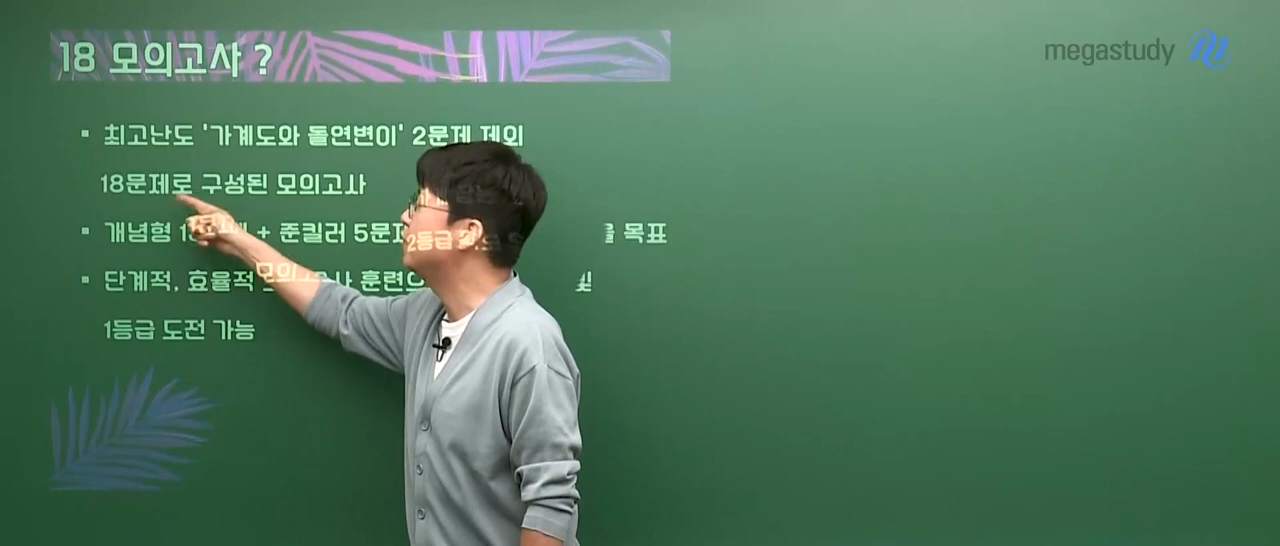 18 모의고사 ?
megastudy
최고난도 '가계도와 돌연변이' 2문제 제외
18문제로 구성된 모의고사
개념형 + 준킬러 5문제 2등급 목표
단계적, 효율적 모의고사
1등급 도전 가능